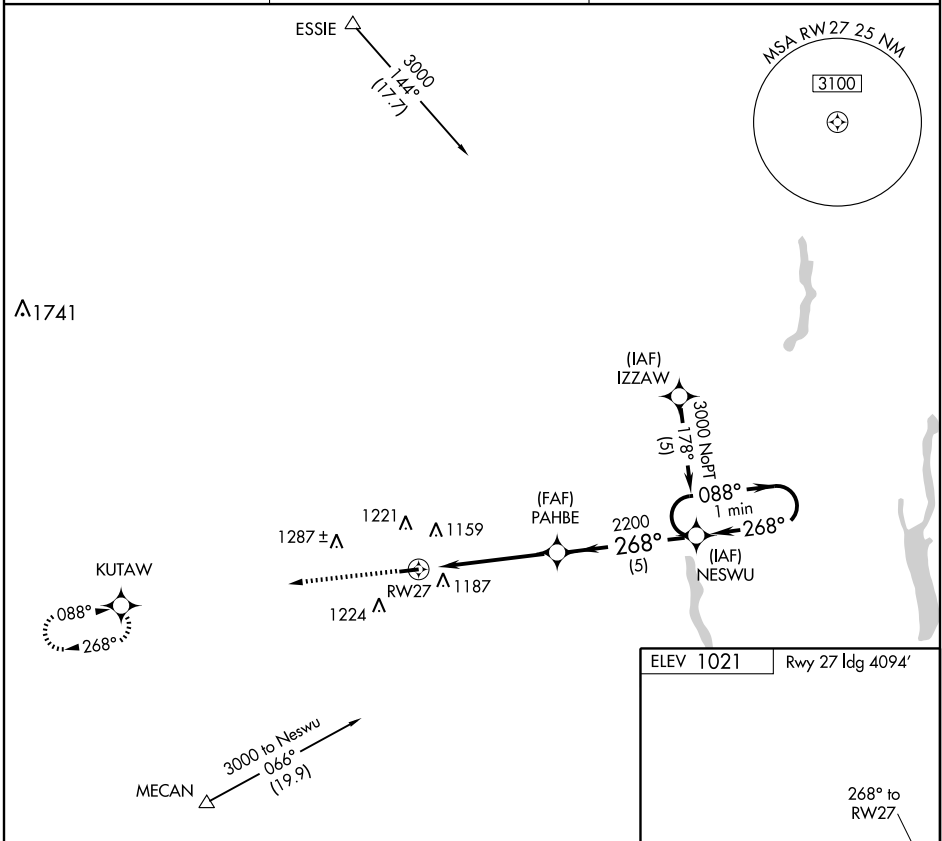 ESSIE
3000
144°
(17.7)
MSA RW27 25 NM
3100
1741
(IAF)
IZZAW
3000 NoPT
178°
(5)
088°
1 min
268°
(FAF)
PAHBE
2200
268°
(5)
(IAF)
NESWU
1221
1159
1287 ±
RW27
1187
1224
KUTAW
088°
268°
3000 to Neswu
066°
(19.9)
MECAN
ELEV 1021
Rwy 27 ldg 4094'
268° to
RW27